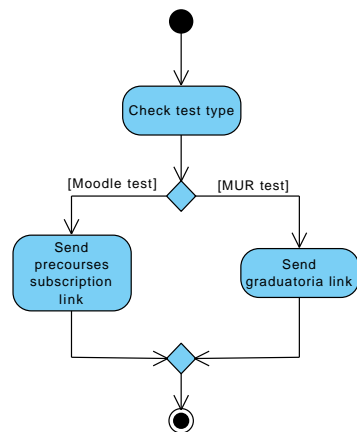 Check test type
[Moodle test]
[MUR test]
Send
precourses
subscription
link
Send
graduatoria link